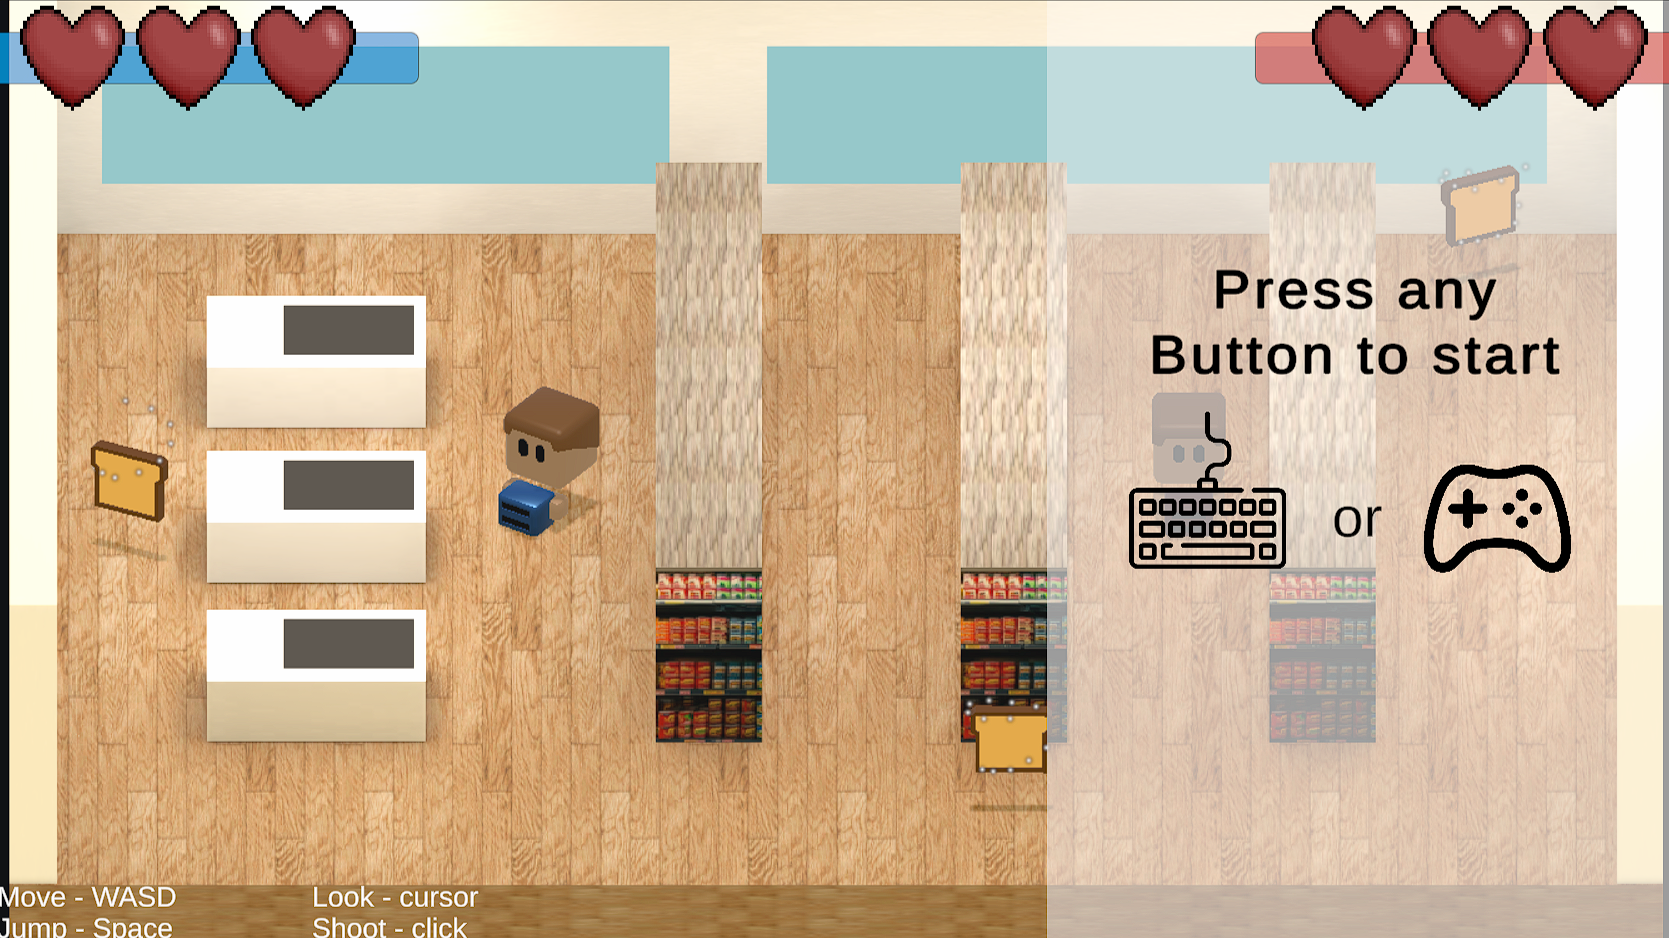 Press any
Button to start
or
Move - WASD
Look - cursor
Jump - Space
Shoot - click